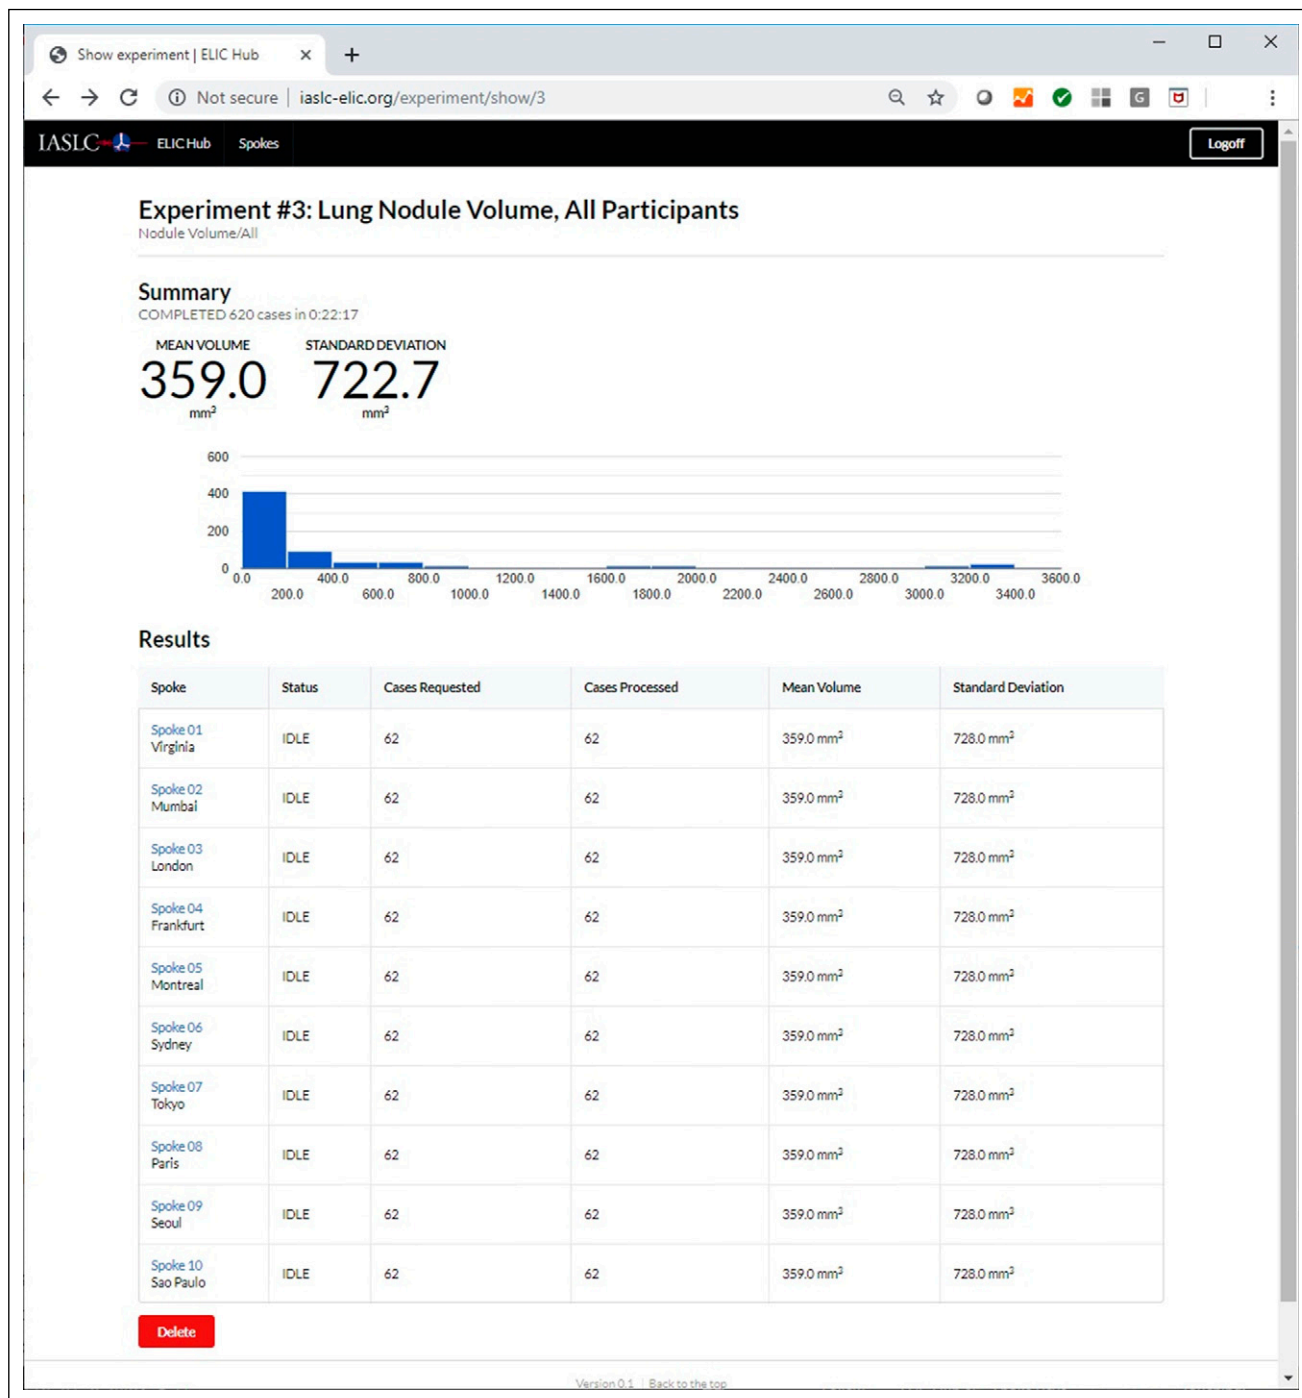 Show experiment | ELIC Hub
Not secure | iaslc-elic.org/experiment/show/3
IASLC ELIC Hub Spokes Logoff
Experiment #3: Lung Nodule Volume, All Participants
Nodule Volume/All
Summary
COMPLETED 620 cases in 0:22:17
MEAN VOLUME STANDARD DEVIATION
359.0 722.7
mm³ mm³
600
400
200
0
0.0 400.0 800.0 1200.0 1600.0 2000.0 2400.0 2800.0 3200.0 3600.0
200.0 600.0 1000.0 1400.0 1800.0 2200.0 2600.0 3000.0 3400.0
Results
Spoke Status Cases Requested Cases Processed Mean Volume Standard Deviation
Spoke 01
Virginia IDLE 62 62 359.0 mm³ 728.0 mm³
Spoke 02
Mumbai IDLE 62 62 359.0 mm³ 728.0 mm³
Spoke 03
London IDLE 62 62 359.0 mm³ 728.0 mm³
Spoke 04
Frankfurt IDLE 62 62 359.0 mm³ 728.0 mm³
Spoke 05
Montreal IDLE 62 62 359.0 mm³ 728.0 mm³
Spoke 06
Sydney IDLE 62 62 359.0 mm³ 728.0 mm³
Spoke 07
Tokyo IDLE 62 62 359.0 mm³ 728.0 mm³
Spoke 08
Paris IDLE 62 62 359.0 mm³ 728.0 mm³
Spoke 09
Seoul IDLE 62 62 359.0 mm³ 728.0 mm³
Spoke 10
Sao Paulo IDLE 62 62 359.0 mm³ 728.0 mm³
Delete
Version 0.1 | Back to the top